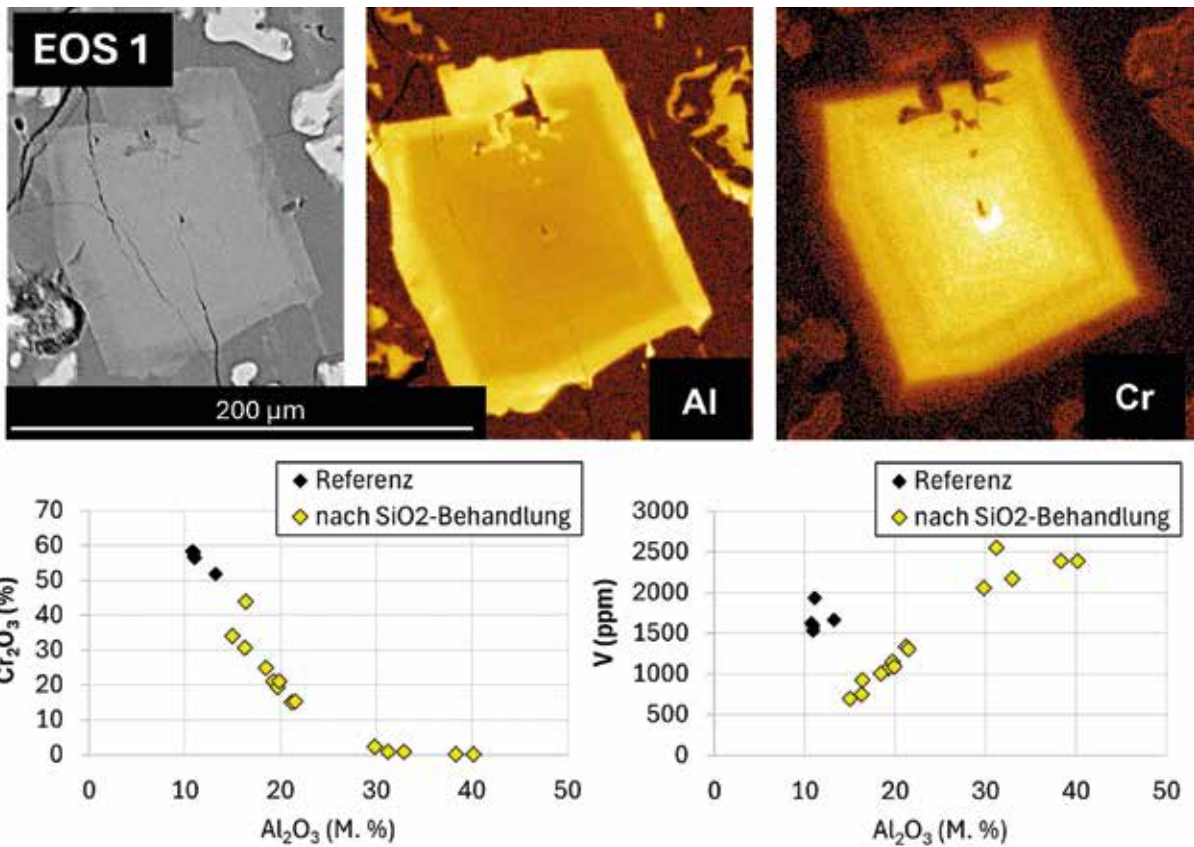 EOS 1
200 µm
Al
Cr
Referenz
nach SiO2-Behandlung
70
60
50
40
30
20
10
0
Cr₂O₃ (%)
0 10 20 30 40 50
Al₂O₃ (M. %)
Referenz
nach SiO2-Behandlung
3000
2500
2000
1500
1000
500
0
V (ppm)
0 10 20 30 40 50
Al₂O₃ (M. %)